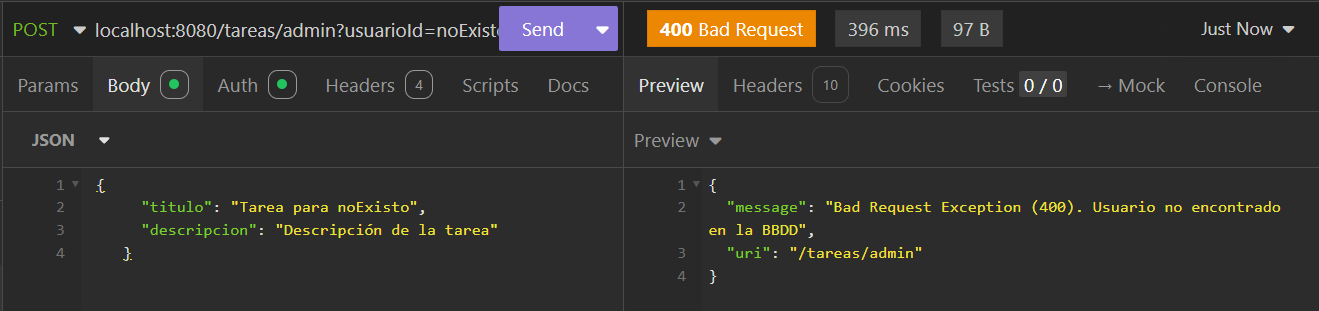 POST localhost:8080/tareas/admin?usuarioId=noExisto Send 400 Bad Request 396 ms 97 B Just Now
Params Body Auth Headers 4 Scripts Docs
Preview Headers 10 Cookies Tests 0 / 0 → Mock Console
JSON
Preview
1 {
2 "titulo": "Tarea para noExisto",
3 "descripcion": "Descripción de la tarea"
4 }
1 {
2 "message": "Bad Request Exception (400). Usuario no encontrado
en la BBDD",
3 "uri": "/tareas/admin"
4 }